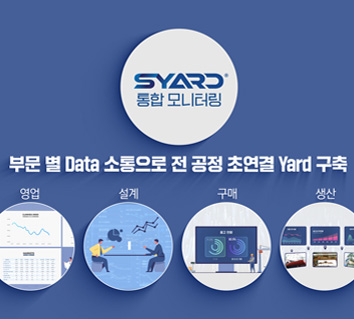 SYARD®
통합 모니터링
부문 별 Data 소통으로 전 공정 초연결 Yard 구축
영업
설계
구매
생산